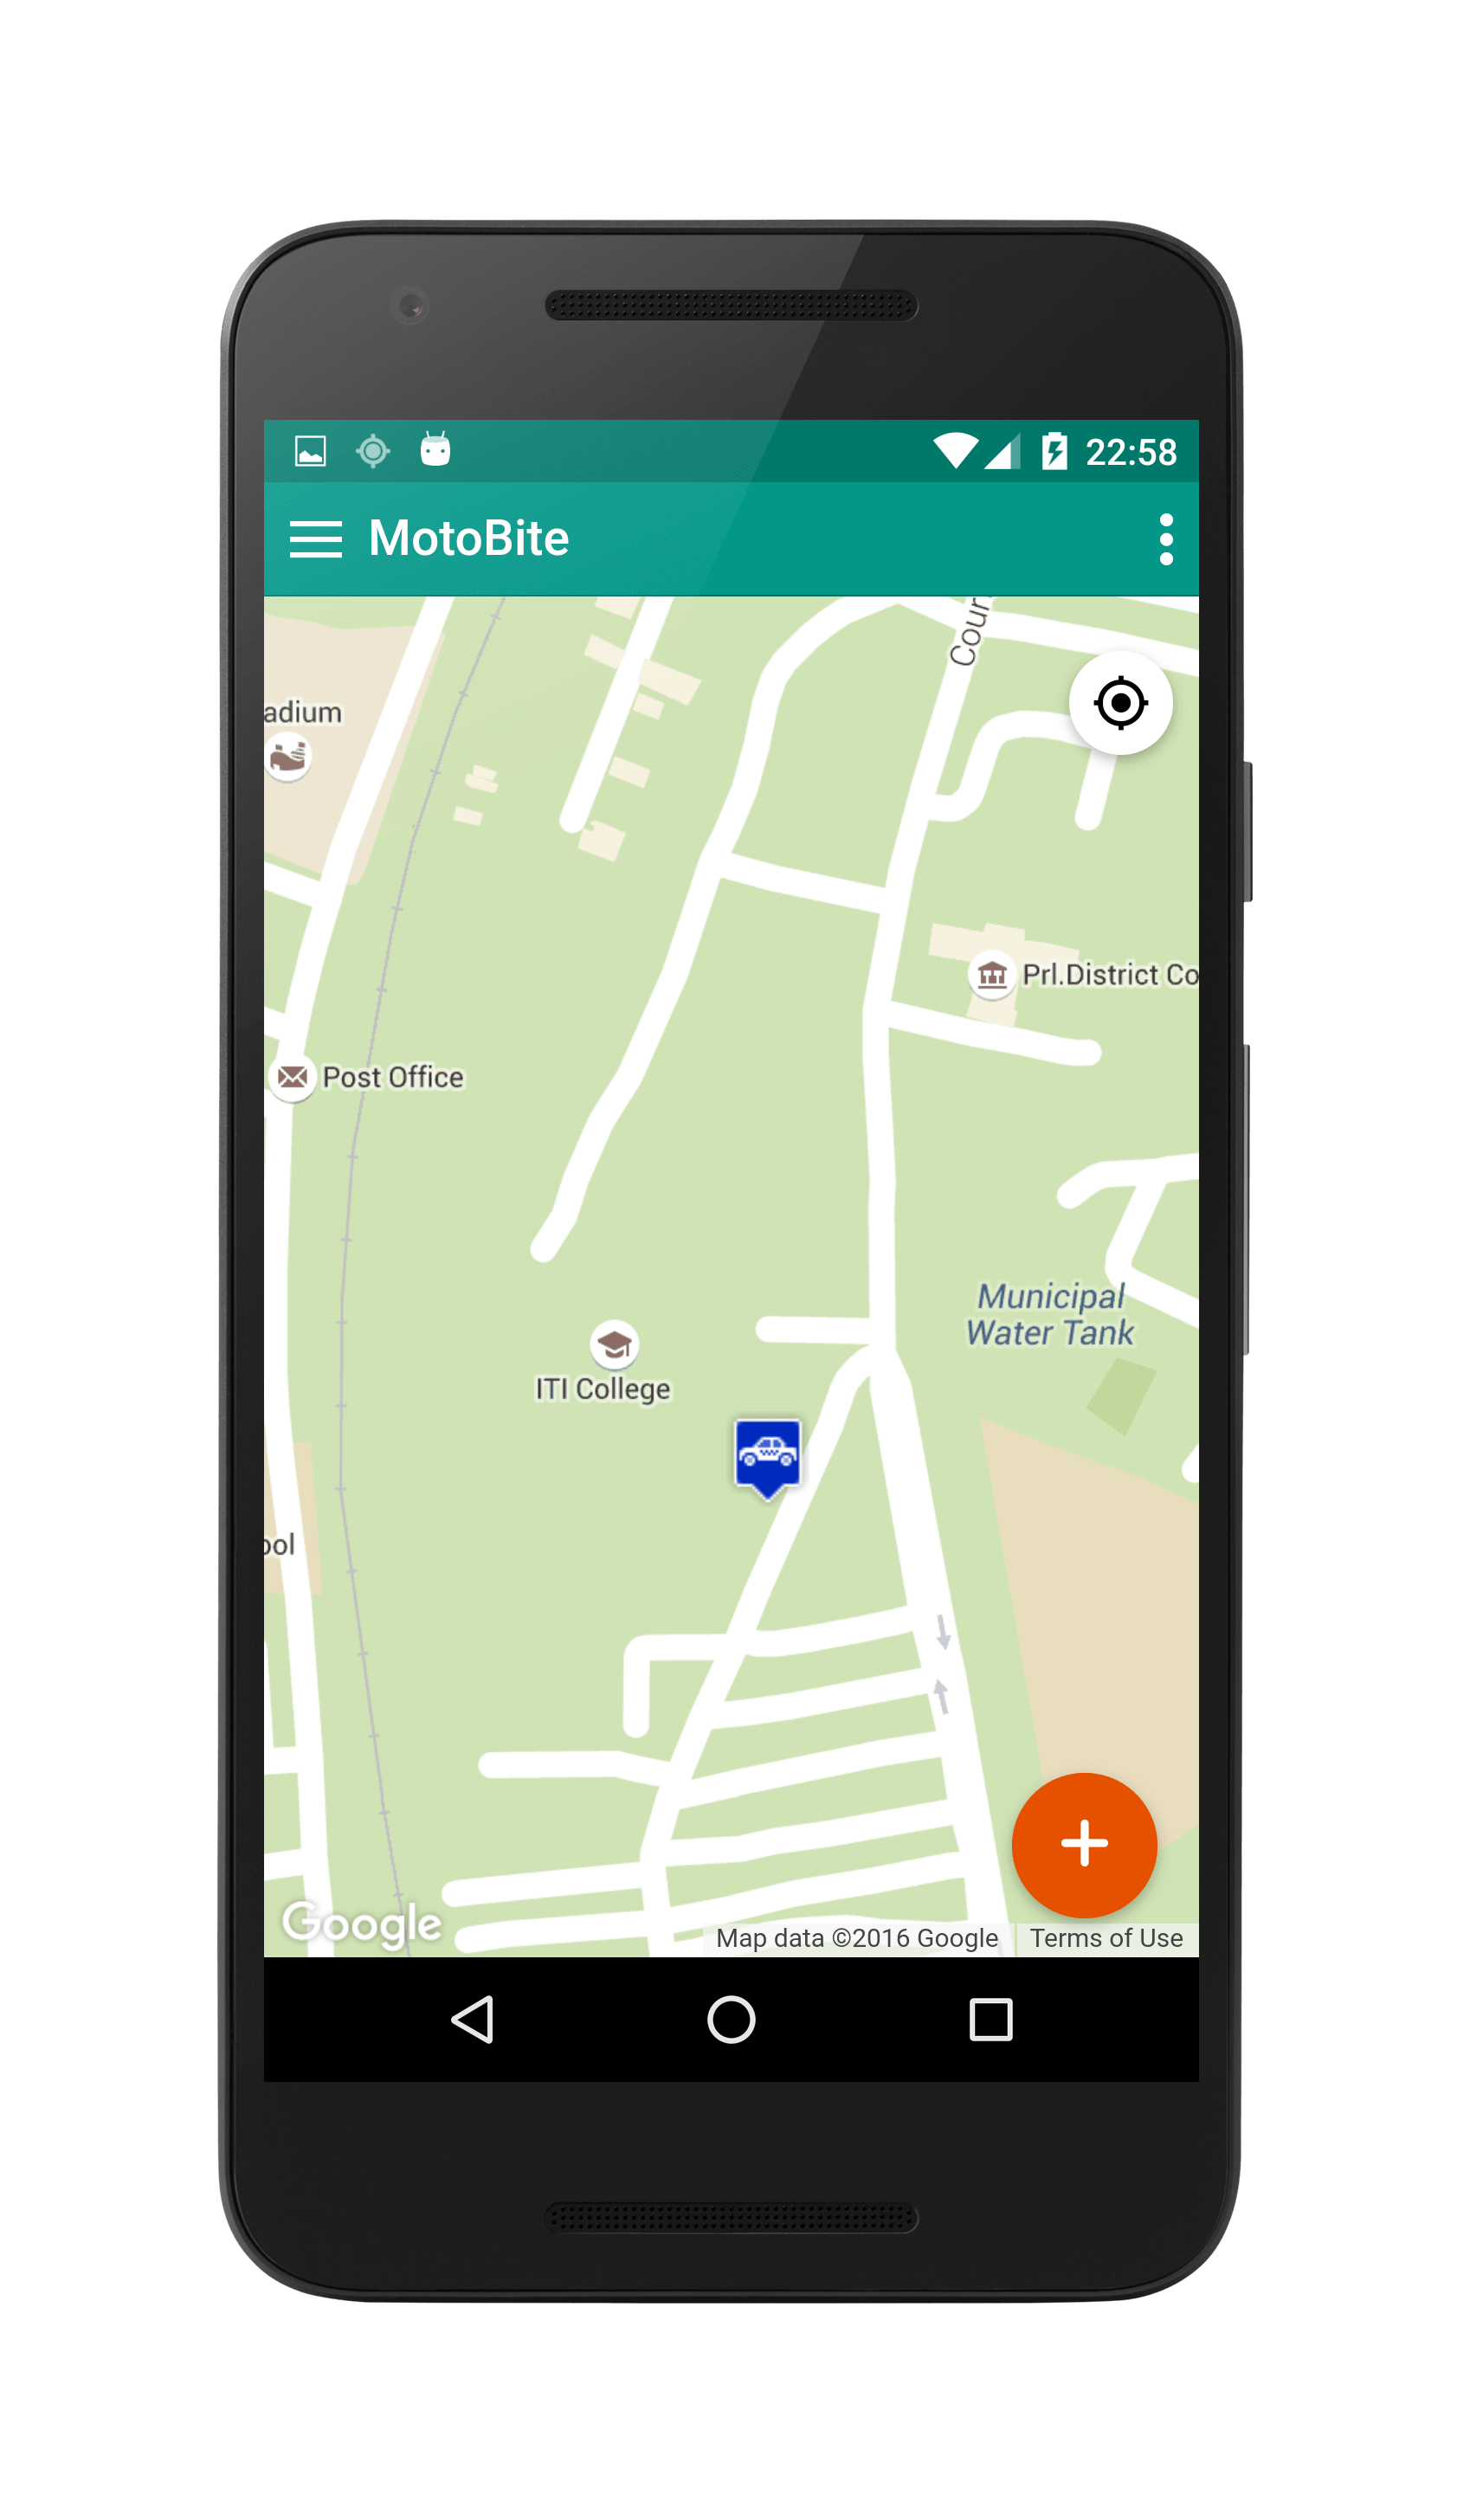 22:58
MotoBite
Cour
adium
Prl.District Co
Post Office
Municipal
Water Tank
ITI College
ool
Google
Map data ©2016 Google
Terms of Use